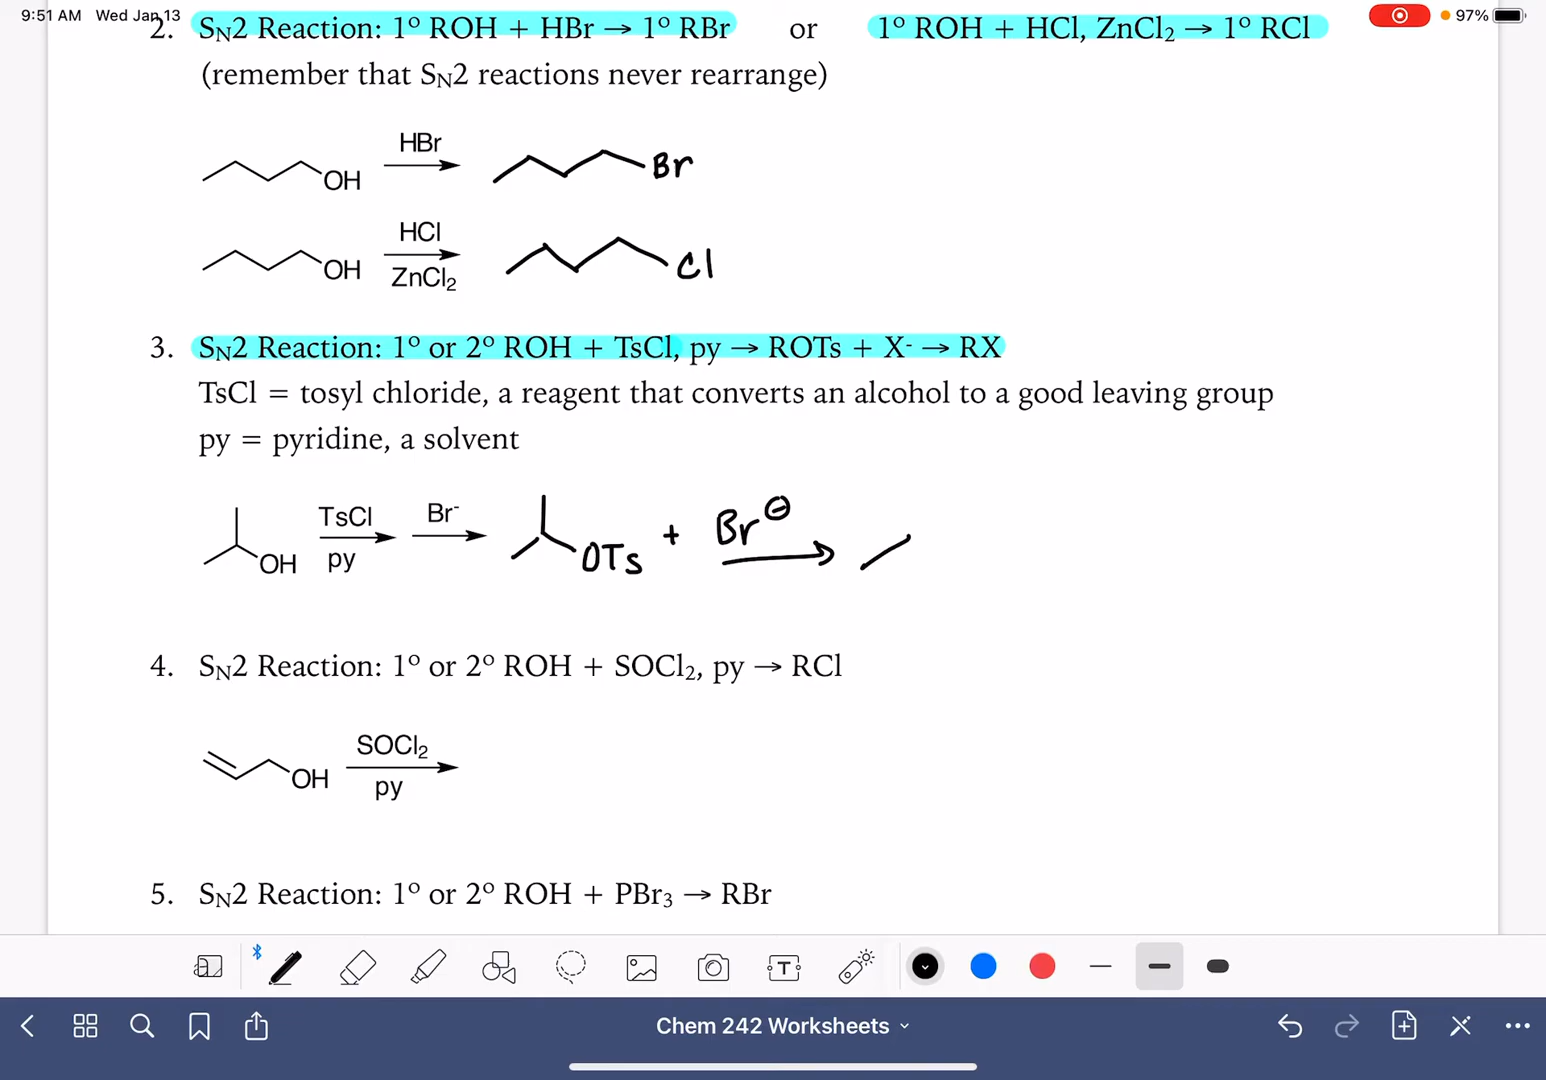 9:51 AM Wed Jan 13
97%
2. SN2 Reaction: 1° ROH + HBr → 1° RBr or 1° ROH + HCl, ZnCl₂ → 1° RCl
(remember that SN2 reactions never rearrange)
OH HBr Br
OH HCl ZnCl₂ Cl
3. SN2 Reaction: 1° or 2° ROH + TsCl, py → ROTs + X⁻ → RX
TsCl = tosyl chloride, a reagent that converts an alcohol to a good leaving group
py = pyridine, a solvent
OH TsCl py Br⁻ OTs + Br⊖
4. SN2 Reaction: 1° or 2° ROH + SOCl₂, py → RCl
OH SOCl₂ py
5. SN2 Reaction: 1° or 2° ROH + PBr₃ → RBr
Chem 242 Worksheets